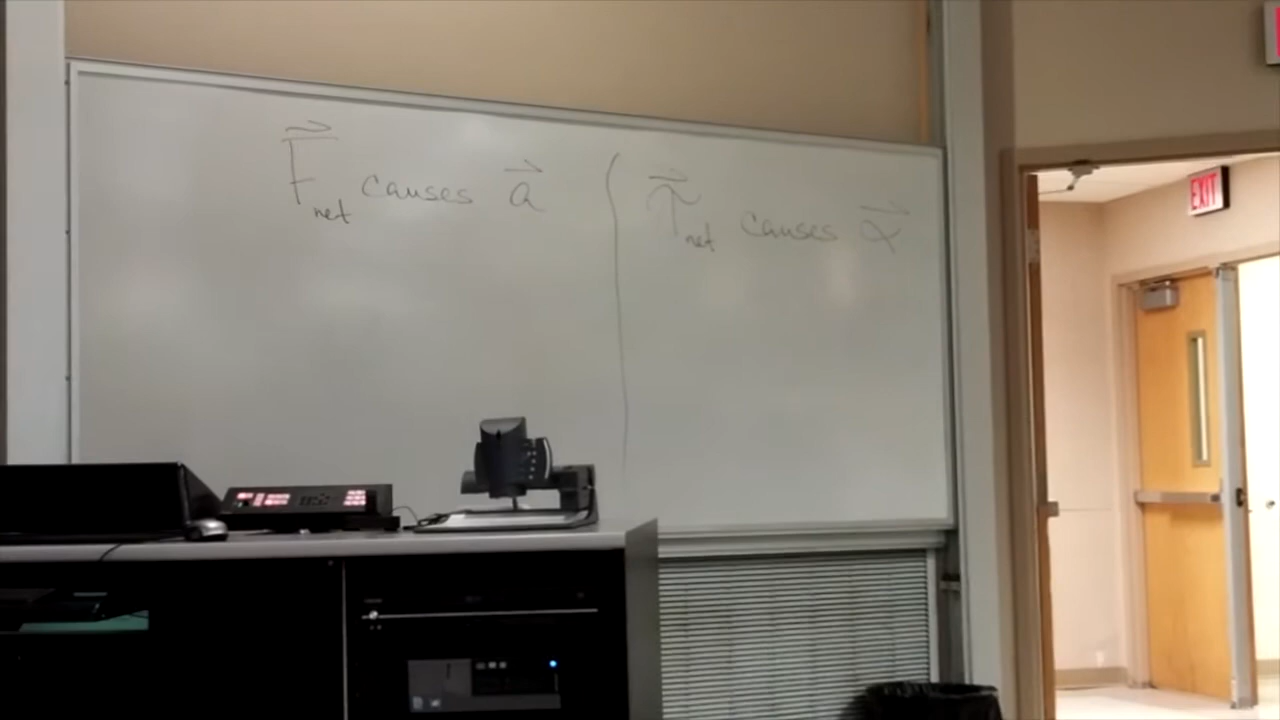 F⃗net causes a⃗
τ⃗net causes α⃗
EXIT